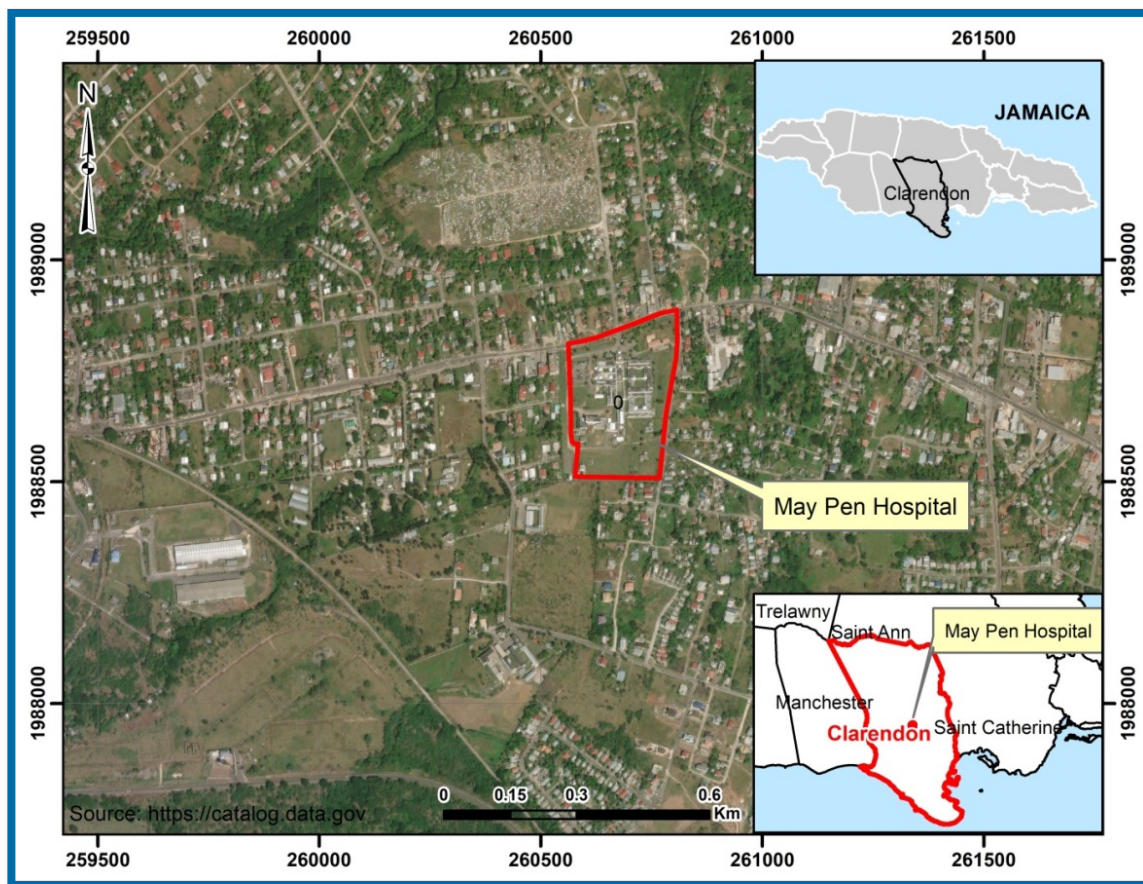 259500 260000 260500 261000 261500
N
JAMAICA
Clarendon
1989000
1989000
0
1988500
1988500
May Pen Hospital
Trelawny
Saint Ann
May Pen Hospital
Manchester
Clarendon
Saint Catherine
1988000
1988000
0 0.15 0.3 0.6
Km
Source: https://catalog.data.gov
259500 260000 260500 261000 261500